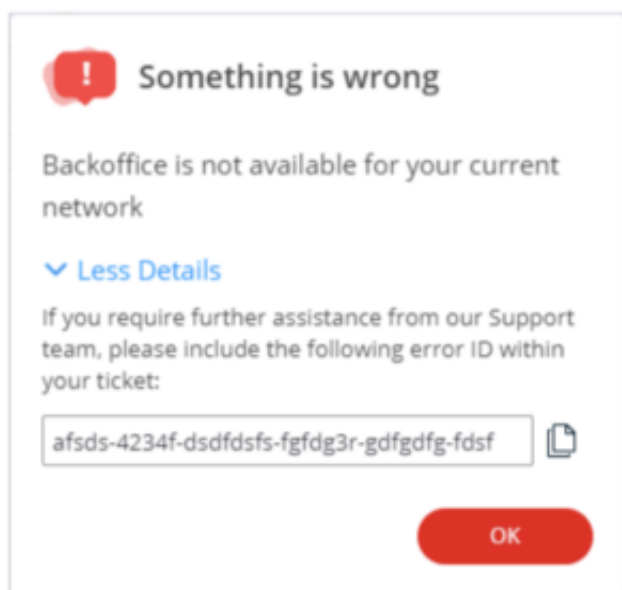 Something is wrong
Backoffice is not available for your current
network
Less Details
If you require further assistance from our Support
team, please include the following error ID within
your ticket:
afsds-4234f-dsdfdsfs-fgfdg3r-gdfgdfg-fdsf
OK